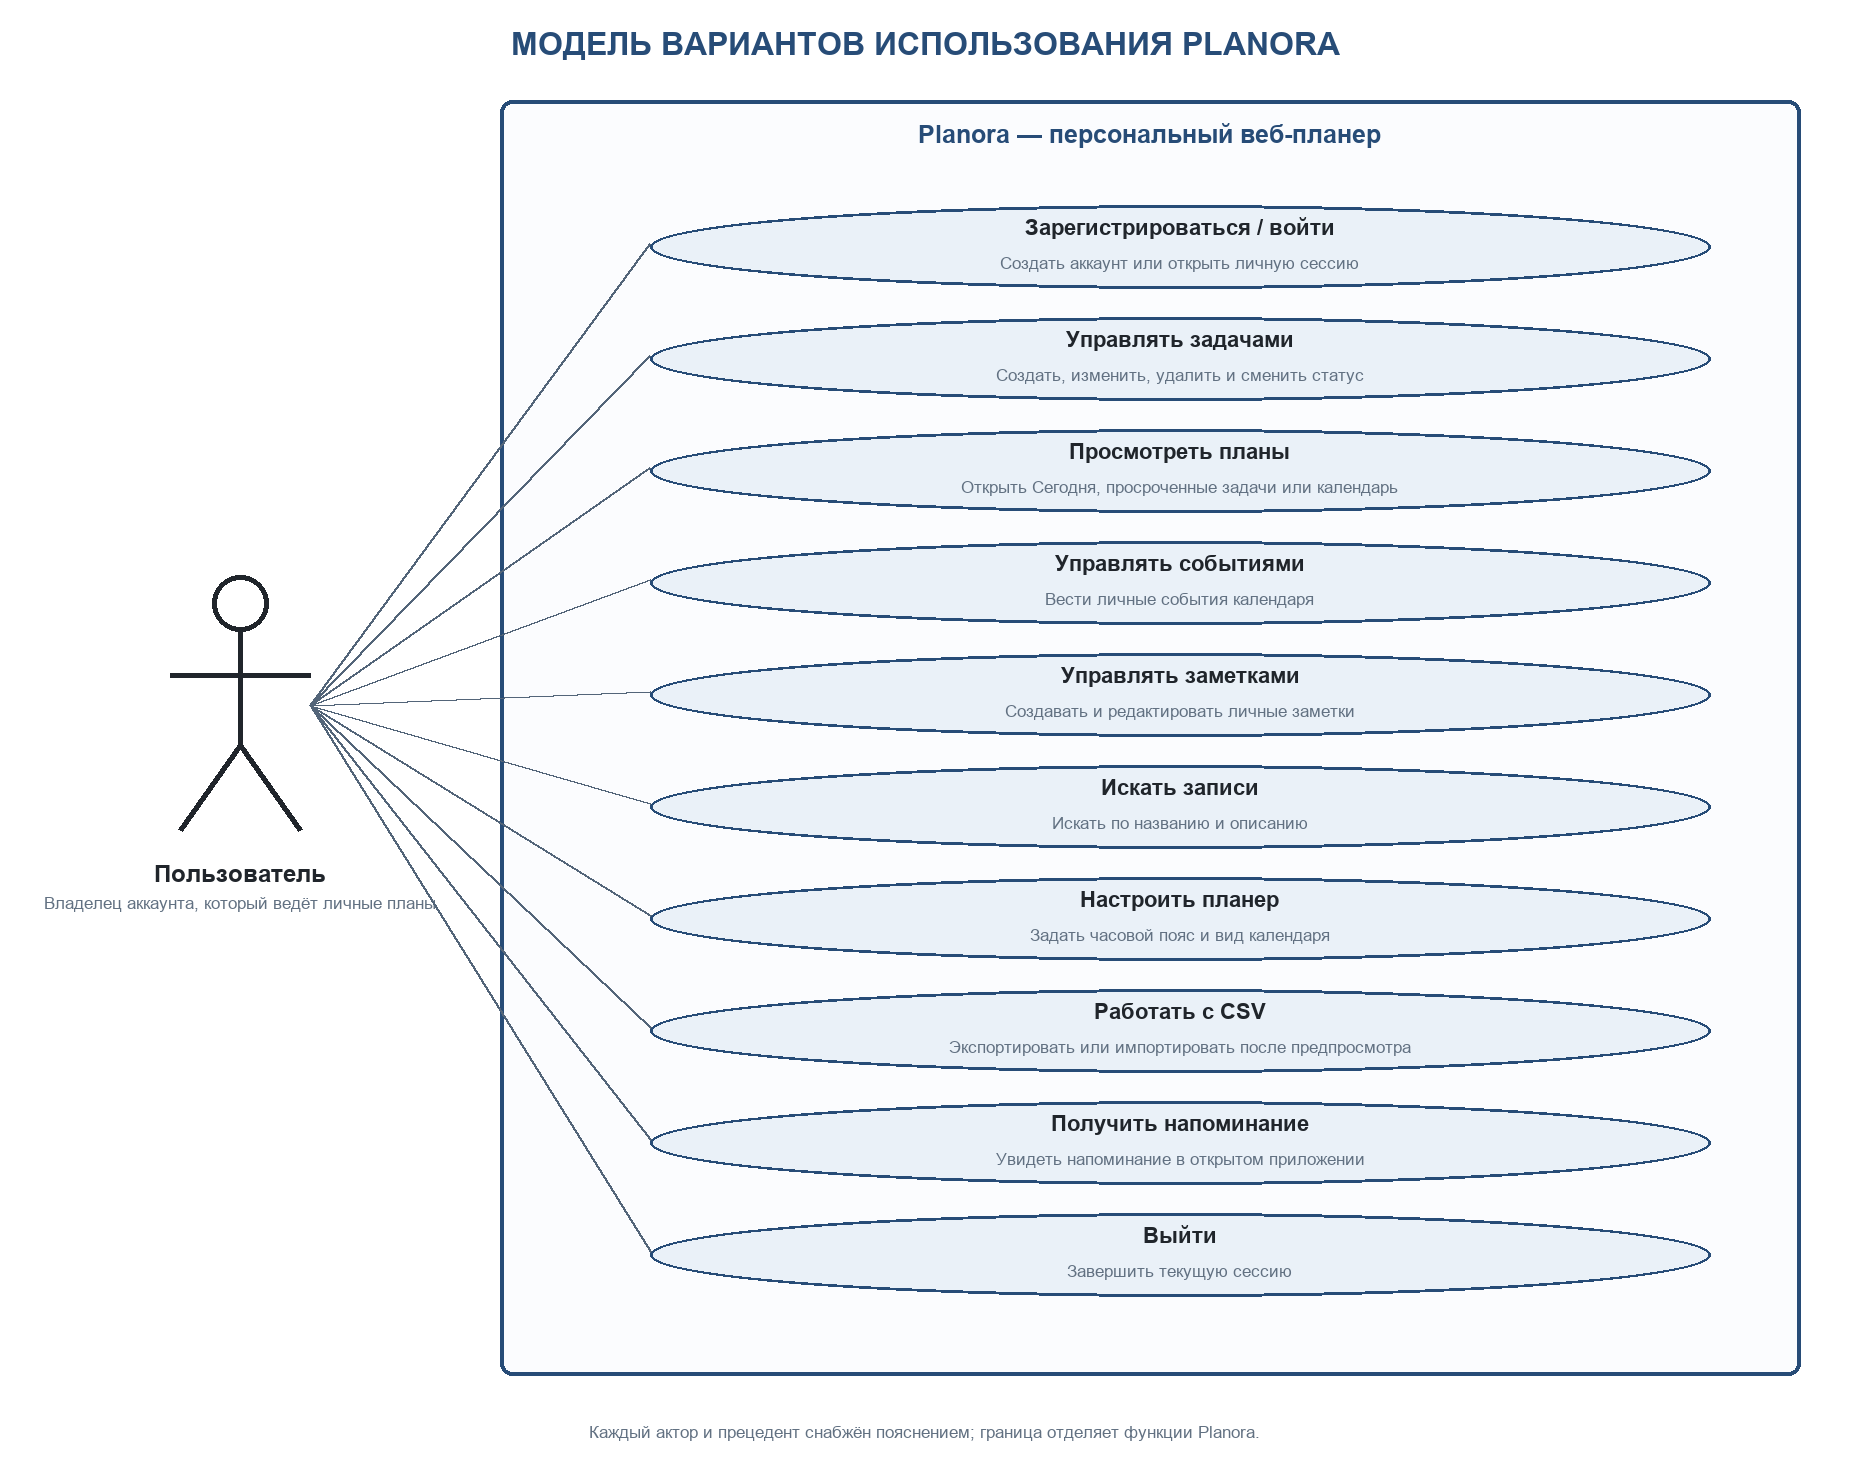 МОДЕЛЬ ВАРИАНТОВ ИСПОЛЬЗОВАНИЯ PLANORA
Planora — персональный веб-планер
Зарегистрироваться / войти
Создать аккаунт или открыть личную сессию
Управлять задачами
Создать, изменить, удалить и сменить статус
Просмотреть планы
Открыть Сегодня, просроченные задачи или календарь
Управлять событиями
Вести личные события календаря
Управлять заметками
Создавать и редактировать личные заметки
Искать записи
Искать по названию и описанию
Пользователь
Владелец аккаунта, который ведёт личные планы
Настроить планер
Задать часовой пояс и вид календаря
Работать с CSV
Экспортировать или импортировать после предпросмотра
Получить напоминание
Увидеть напоминание в открытом приложении
Выйти
Завершить текущую сессию
Каждый актор и прецедент снабжён пояснением; граница отделяет функции Planora.